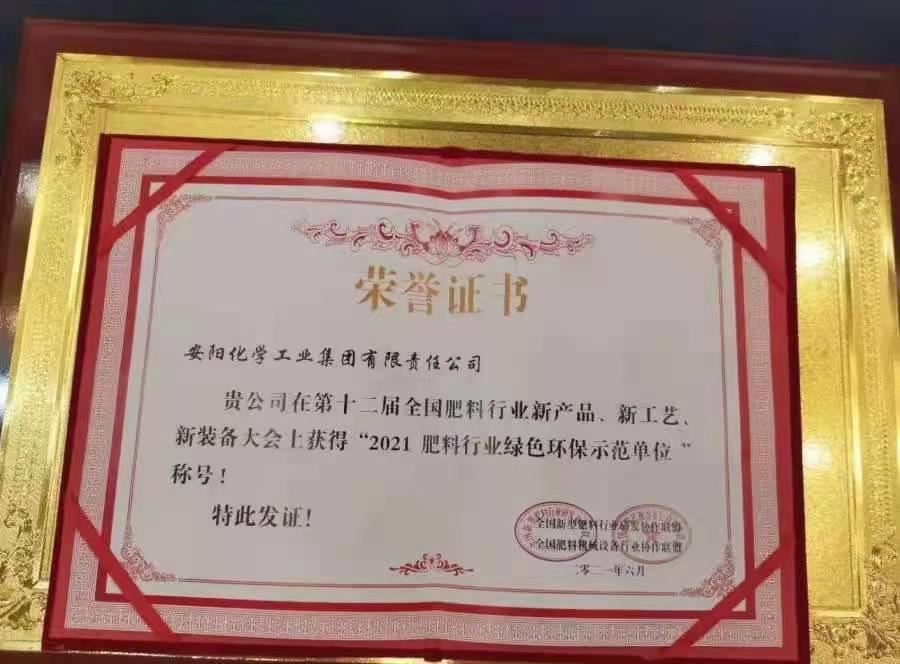 荣誉证书
安阳化学工业集团有限责任公司
贵公司在第十二届全国肥料行业新产品、新工艺、
新装备大会上获得“2021 肥料行业绿色环保示范单位”
称号！
特此发证！
全国新型肥料行业研发协作联盟
全国肥料机械设备行业协作联盟
二〇二一年六月